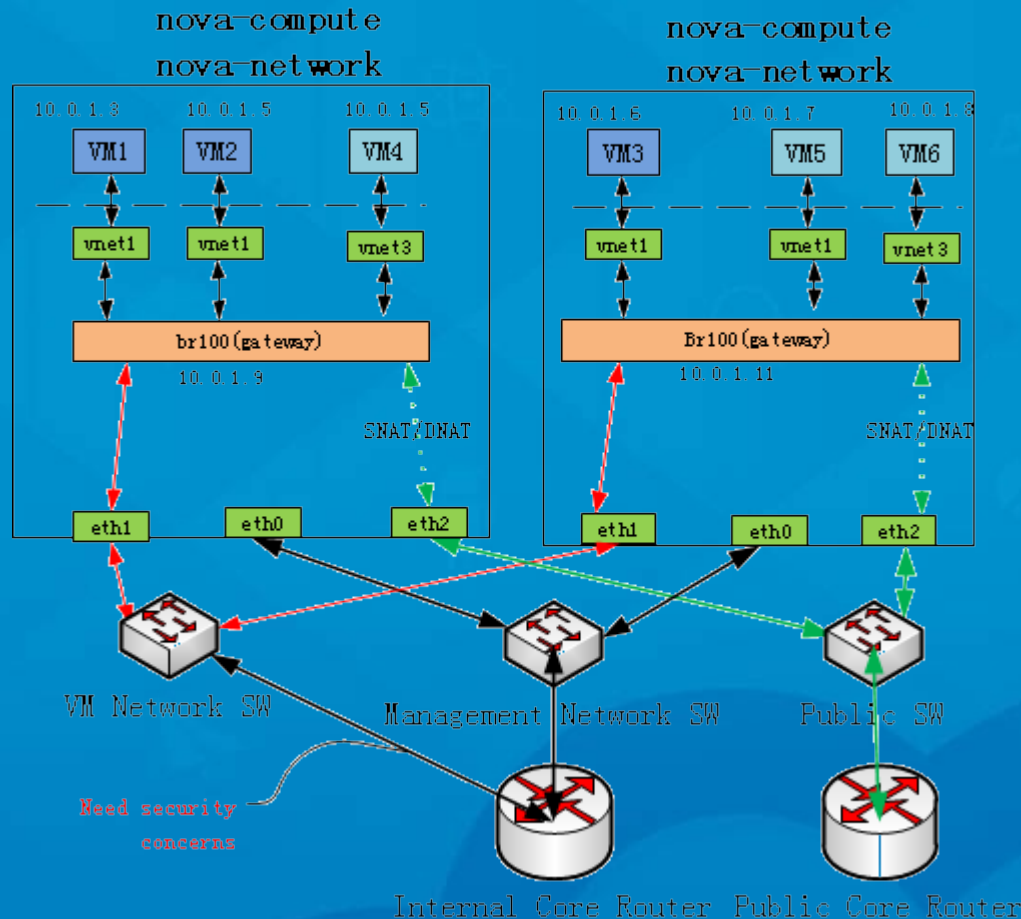 nova-compute
nova-network
nova-compute
nova-network
10.0.1.3
10.0.1.5
10.0.1.5
10.0.1.6
10.0.1.7
10.0.1.8
VM1
VM2
VM4
VM3
VM5
VM6
vnet1
vnet1
vnet3
vnet1
vnet1
vnet3
br100(gateway)
Br100(gateway)
10.0.1.9
10.0.1.11
SNAT/DNAT
SNAT/DNAT
eth1
eth0
eth2
eth1
eth0
eth2
VM Network SW
Management Network SW
Public SW
Need security
concerns
Internal Core Router
Public Core Router